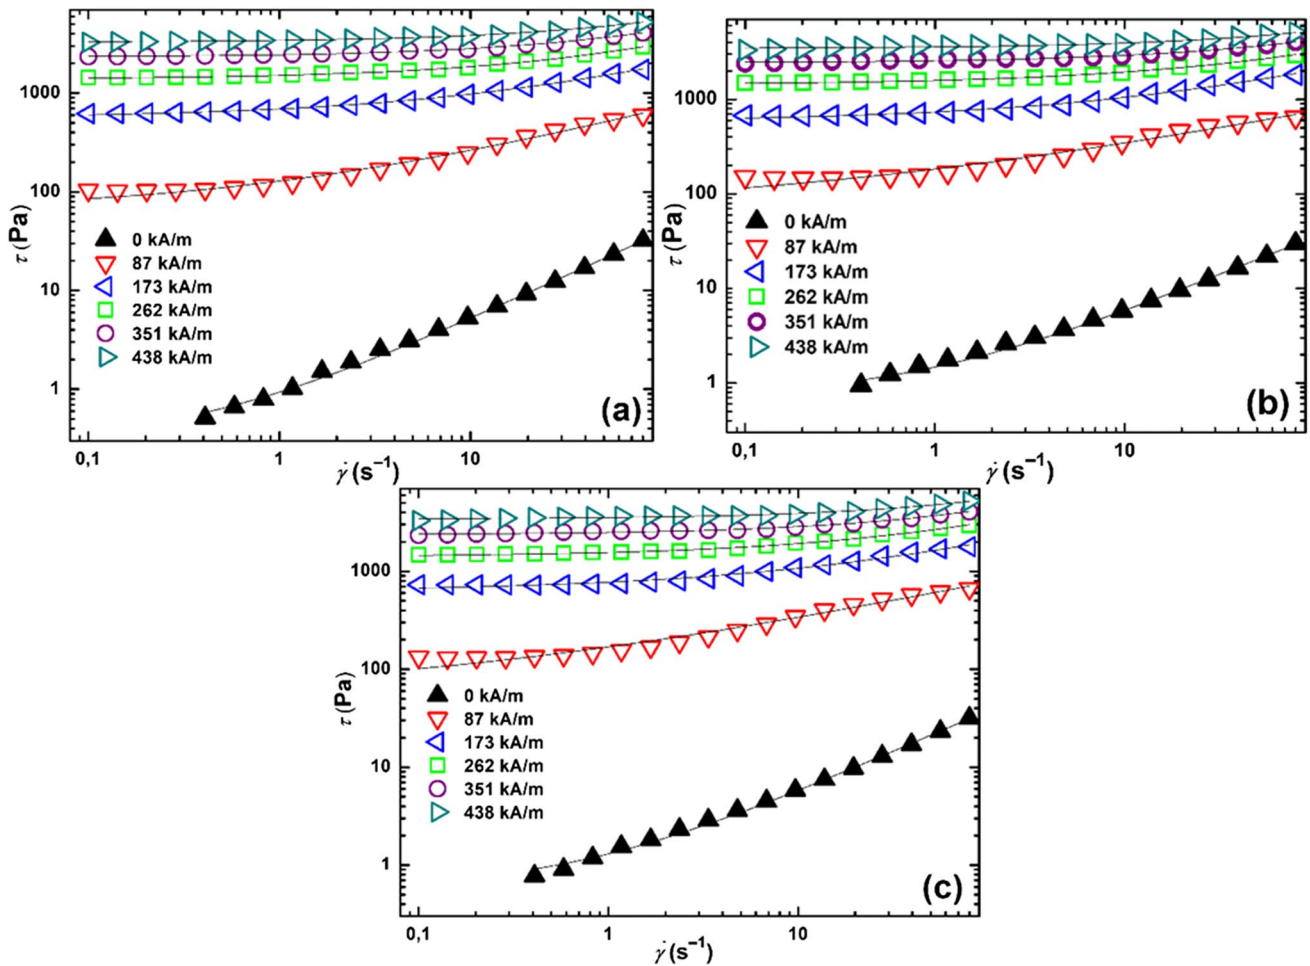 1000
100
10
1
τ (Pa)
0 kA/m
87 kA/m
173 kA/m
262 kA/m
351 kA/m
438 kA/m
(a)
0,1 1 10
γ̇ (s⁻¹)
1000
100
10
1
τ (Pa)
0 kA/m
87 kA/m
173 kA/m
262 kA/m
351 kA/m
438 kA/m
(b)
0,1 1 10
γ̇ (s⁻¹)
1000
100
10
1
τ (Pa)
0 kA/m
87 kA/m
173 kA/m
262 kA/m
351 kA/m
438 kA/m
(c)
0,1 1 10
γ̇ (s⁻¹)